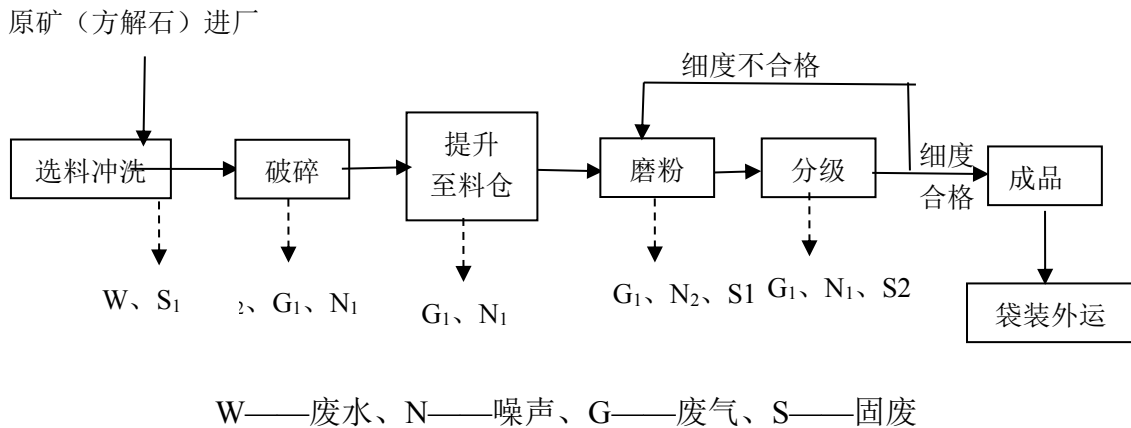 原矿（方解石）进厂
细度不合格
选料冲洗
破碎
提升
至料仓
磨粉
分级
细度
合格
成品
W、S₁
₂、G₁、N₁
G₁、N₁
G₁、N₂、S1
G₁、N₁、S2
袋装外运
W——废水、N——噪声、G——废气、S——固废